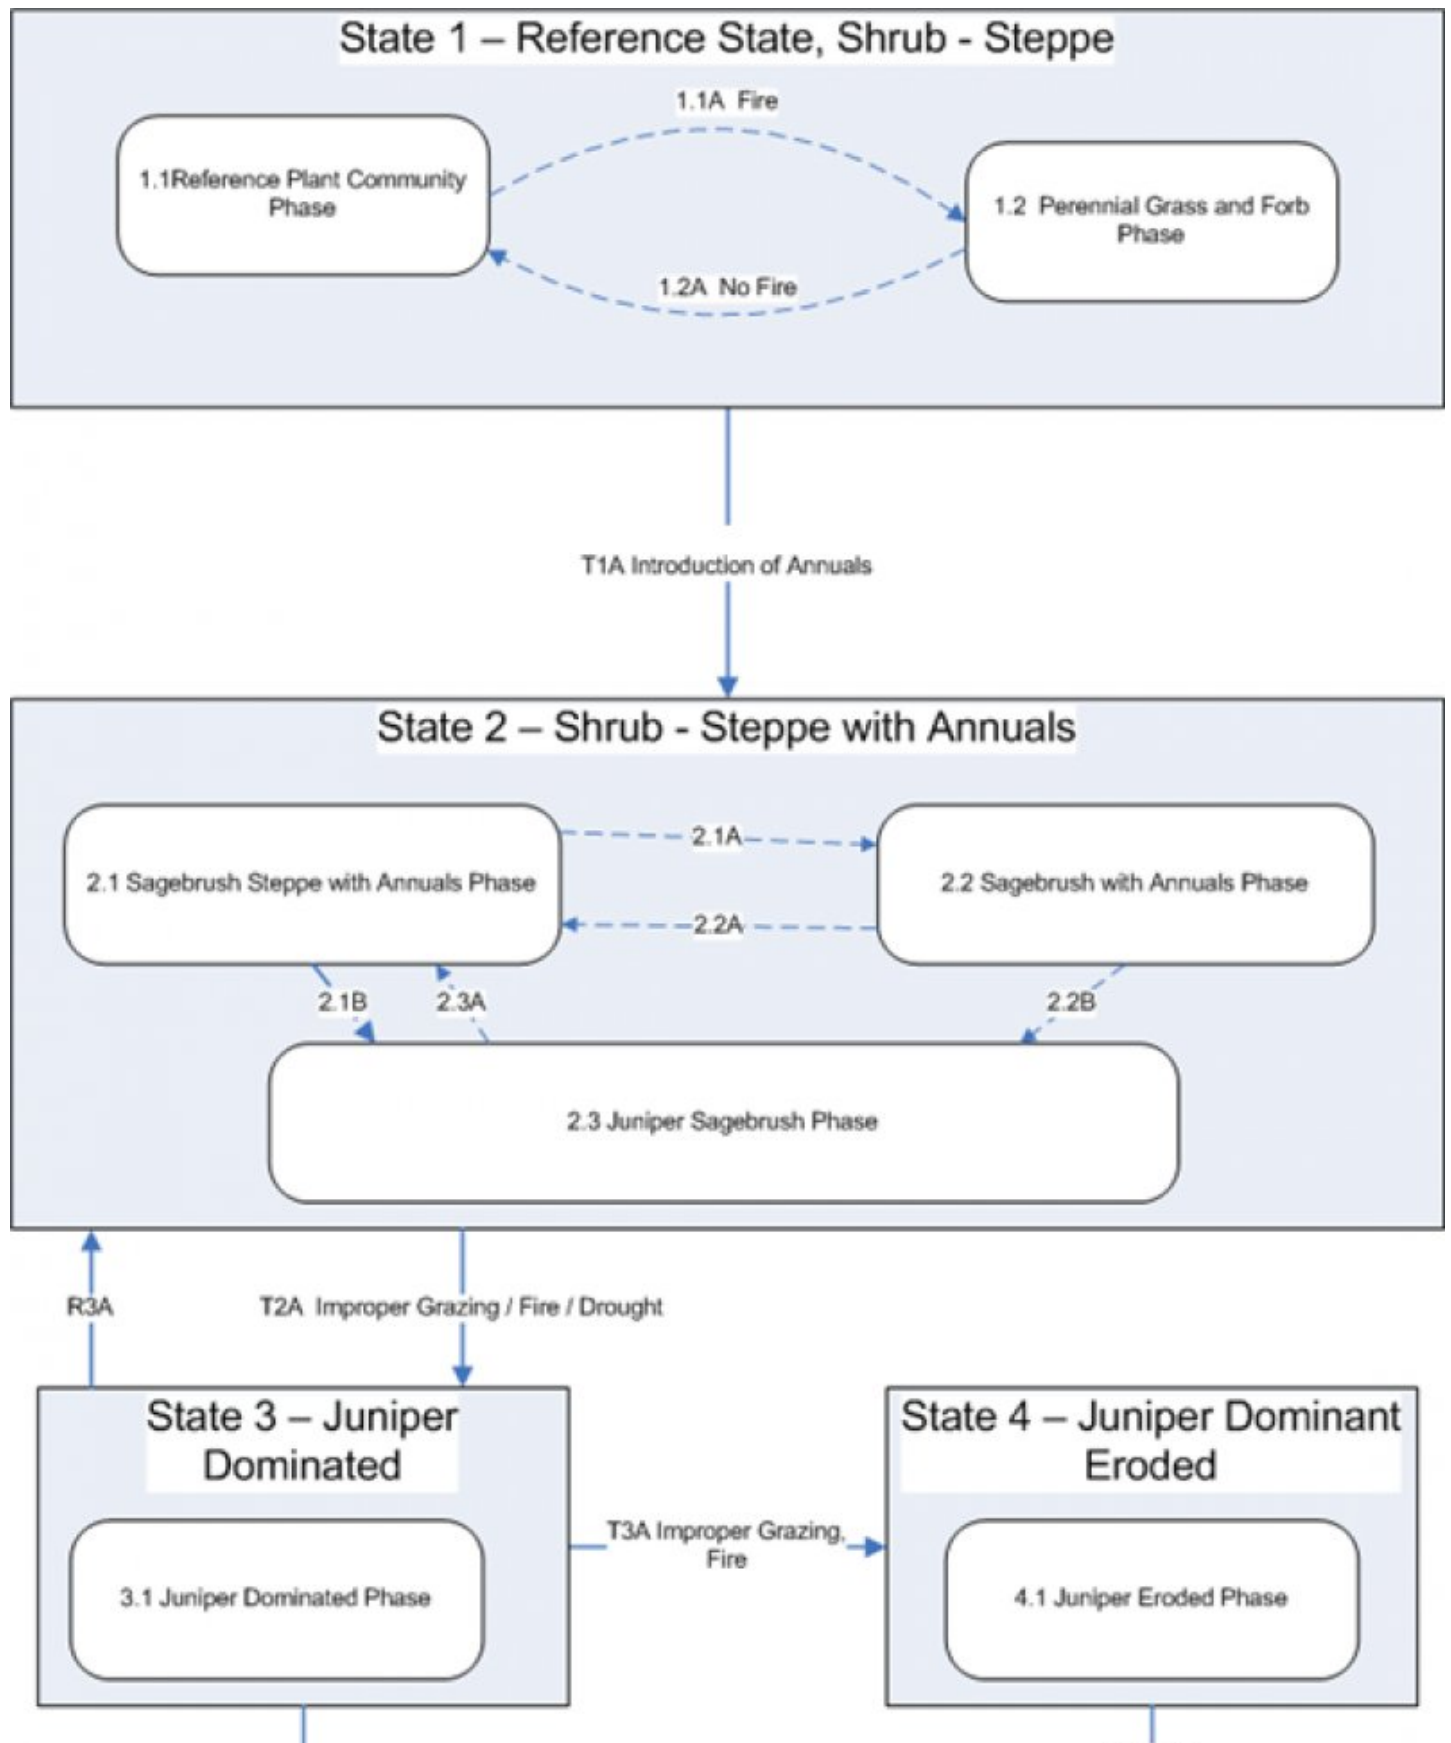 State 1 – Reference State, Shrub - Steppe
1.1A  Fire
1.1Reference Plant Community
Phase
1.2  Perennial Grass and Forb
Phase
1.2A  No Fire
T1A Introduction of Annuals
State 2 – Shrub - Steppe with Annuals
2.1A
2.1 Sagebrush Steppe with Annuals Phase
2.2 Sagebrush with Annuals Phase
2.2A
2.1B
2.3A
2.2B
2.3 Juniper Sagebrush Phase
R3A
T2A  Improper Grazing / Fire / Drought
State 3 – Juniper
Dominated
State 4 – Juniper Dominant
Eroded
T3A Improper Grazing,
Fire
3.1 Juniper Dominated Phase
4.1 Juniper Eroded Phase